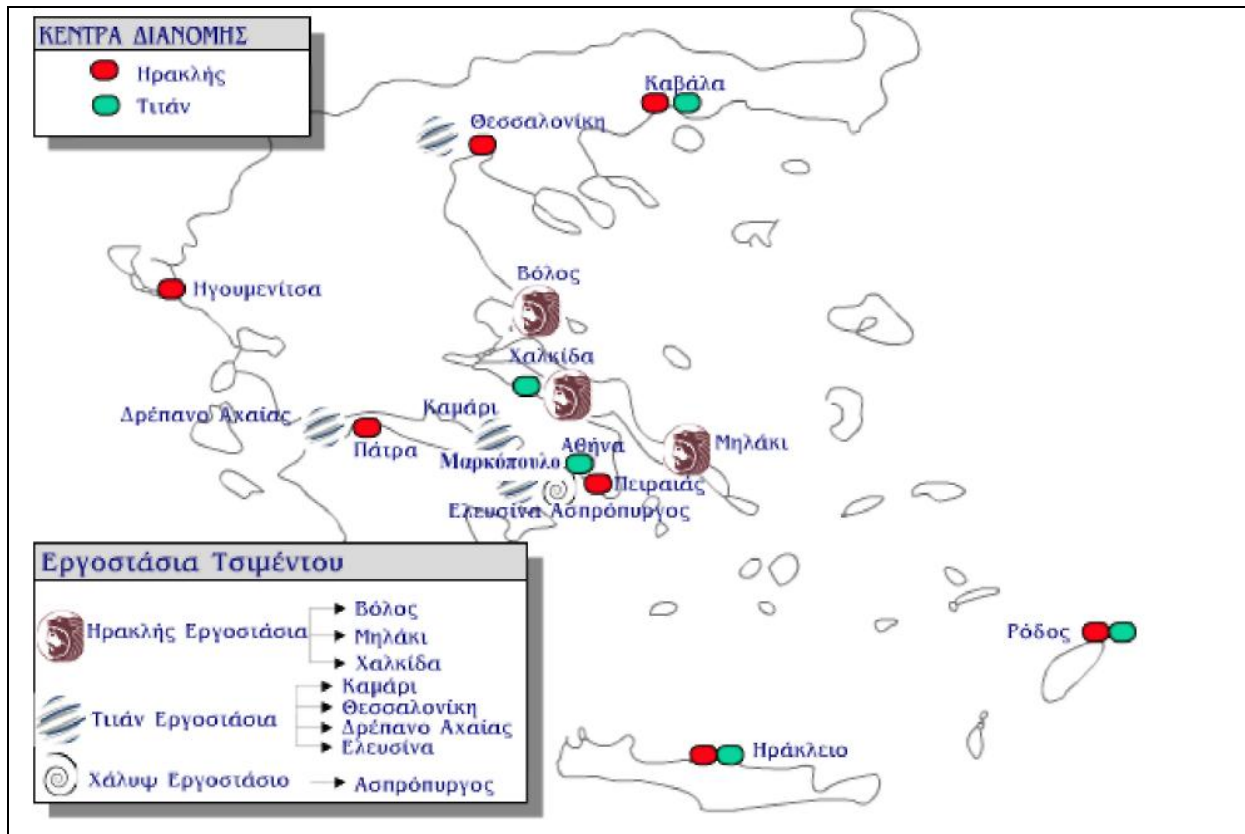 ΚΕΝΤΡΑ ΔΙΑΝΟΜΗΣ
Ηρακλής
Τιτάν
Καβάλα
Θεσσαλονίκη
Ηγουμενίτσα
Βόλος
Χαλκίδα
Δρέπανο Αχαίας
Καμάρι
Πάτρα
Αθήνα
Μηλάκι
Μαρκόπουλο
Πειραιάς
Ελευσίνα Ασπρόπυργος
Ρόδος
Ηράκλειο
Εργοστάσια Τσιμέντου
Ηρακλής Εργοστάσια
Βόλος
Μηλάκι
Χαλκίδα
Τιτάν Εργοστάσια
Καμάρι
Θεσσαλονίκη
Δρέπανο Αχαίας
Ελευσίνα
Χάλυψ Εργοστάσιο
Ασπρόπυργος